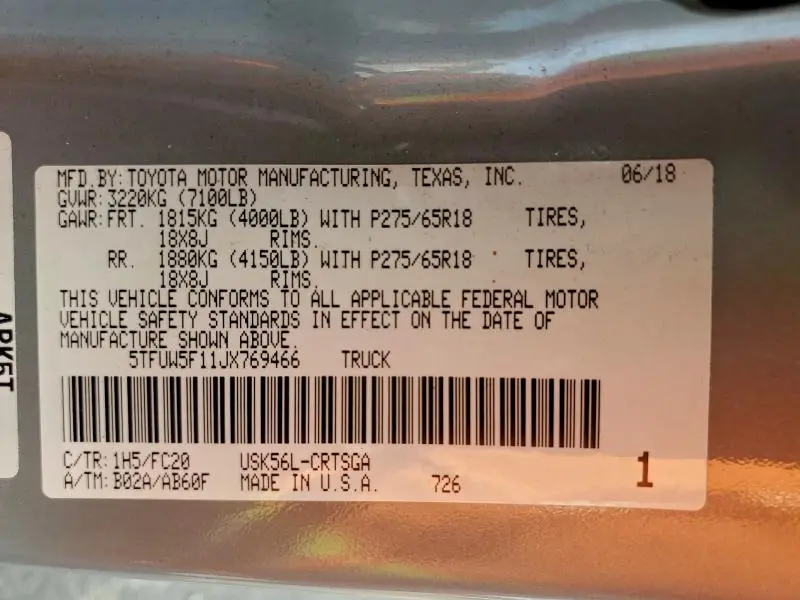 MFD.BY:TOYOTA MOTOR MANUFACTURING, TEXAS, INC. 06/18
GVWR:3220KG (7100LB)
GAWR:FRT. 1815KG (4000LB) WITH P275/65R18 TIRES,
18X8J RIMS.
RR. 1880KG (4150LB) WITH P275/65R18 TIRES,
18X8J RIMS.
THIS VEHICLE CONFORMS TO ALL APPLICABLE FEDERAL MOTOR
VEHICLE SAFETY STANDARDS IN EFFECT ON THE DATE OF
MANUFACTURE SHOWN ABOVE.
5TFUW5F11JX769466 TRUCK
C/TR:1H5/FC20 USK56L-CRTSGA
A/TM:B02A/AB60F MADE IN U.S.A. 726
1